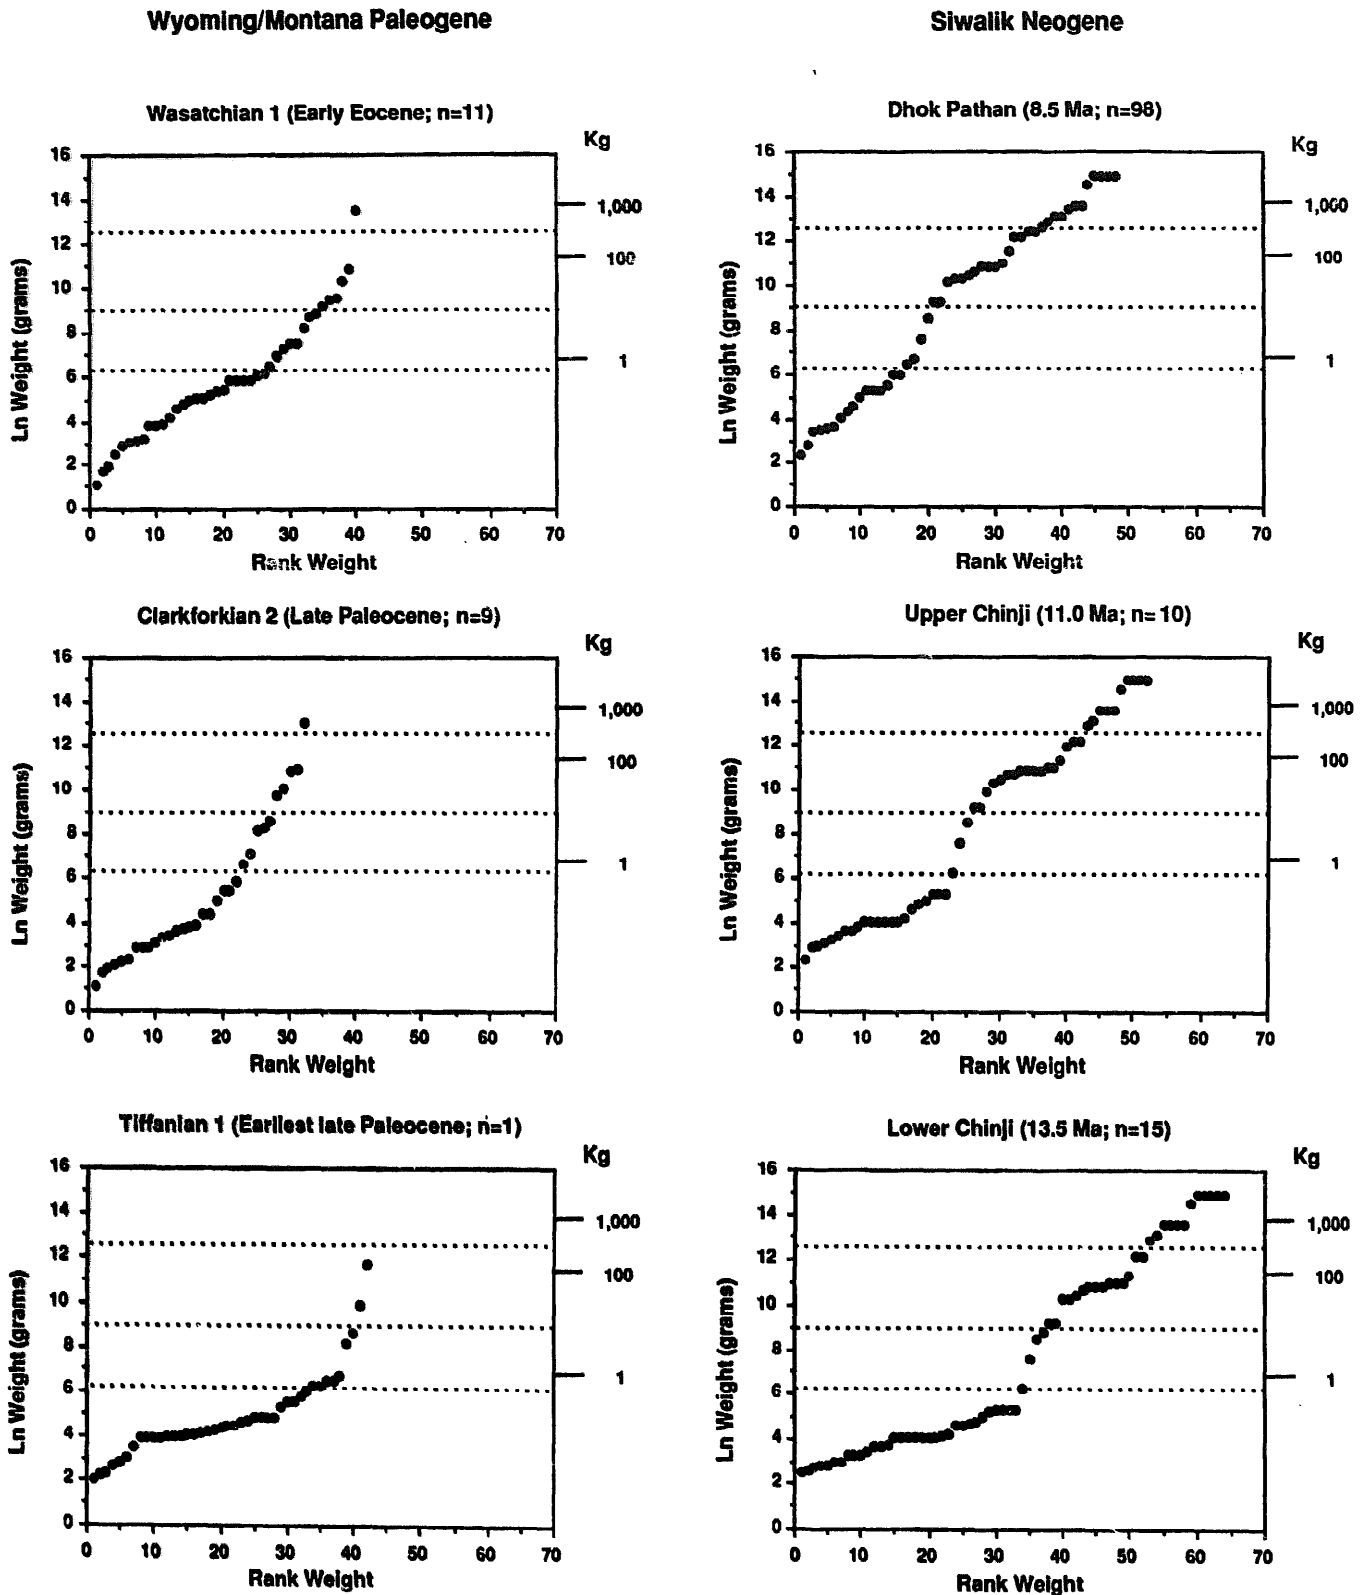 Wyoming/Montana Paleogene
Siwalik Neogene
Wasatchian 1 (Early Eocene; n=11)
Kg
16
14
12
10
8
6
4
2
0
1,000
100
1
Ln Weight (grams)
0 10 20 30 40 50 60 70
Rank Weight
Dhok Pathan (8.5 Ma; n=98)
Kg
16
14
12
10
8
6
4
2
0
1,000
100
1
Ln Weight (grams)
0 10 20 30 40 50 60 70
Rank Weight
Clarkforkian 2 (Late Paleocene; n=9)
Kg
16
14
12
10
8
6
4
2
0
1,000
100
1
Ln Weight (grams)
0 10 20 30 40 50 60 70
Rank Weight
Upper Chinji (11.0 Ma; n= 10)
Kg
16
14
12
10
8
6
4
2
0
1,000
100
1
Ln Weight (grams)
0 10 20 30 40 50 60 70
Rank Weight
Tiffanian 1 (Earliest late Paleocene; n=1)
Kg
16
14
12
10
8
6
4
2
0
1,000
100
1
Ln Weight (grams)
0 10 20 30 40 50 60 70
Rank Weight
Lower Chinji (13.5 Ma; n=15)
Kg
16
14
12
10
8
6
4
2
0
1,000
100
1
Ln Weight (grams)
0 10 20 30 40 50 60 70
Rank Weight